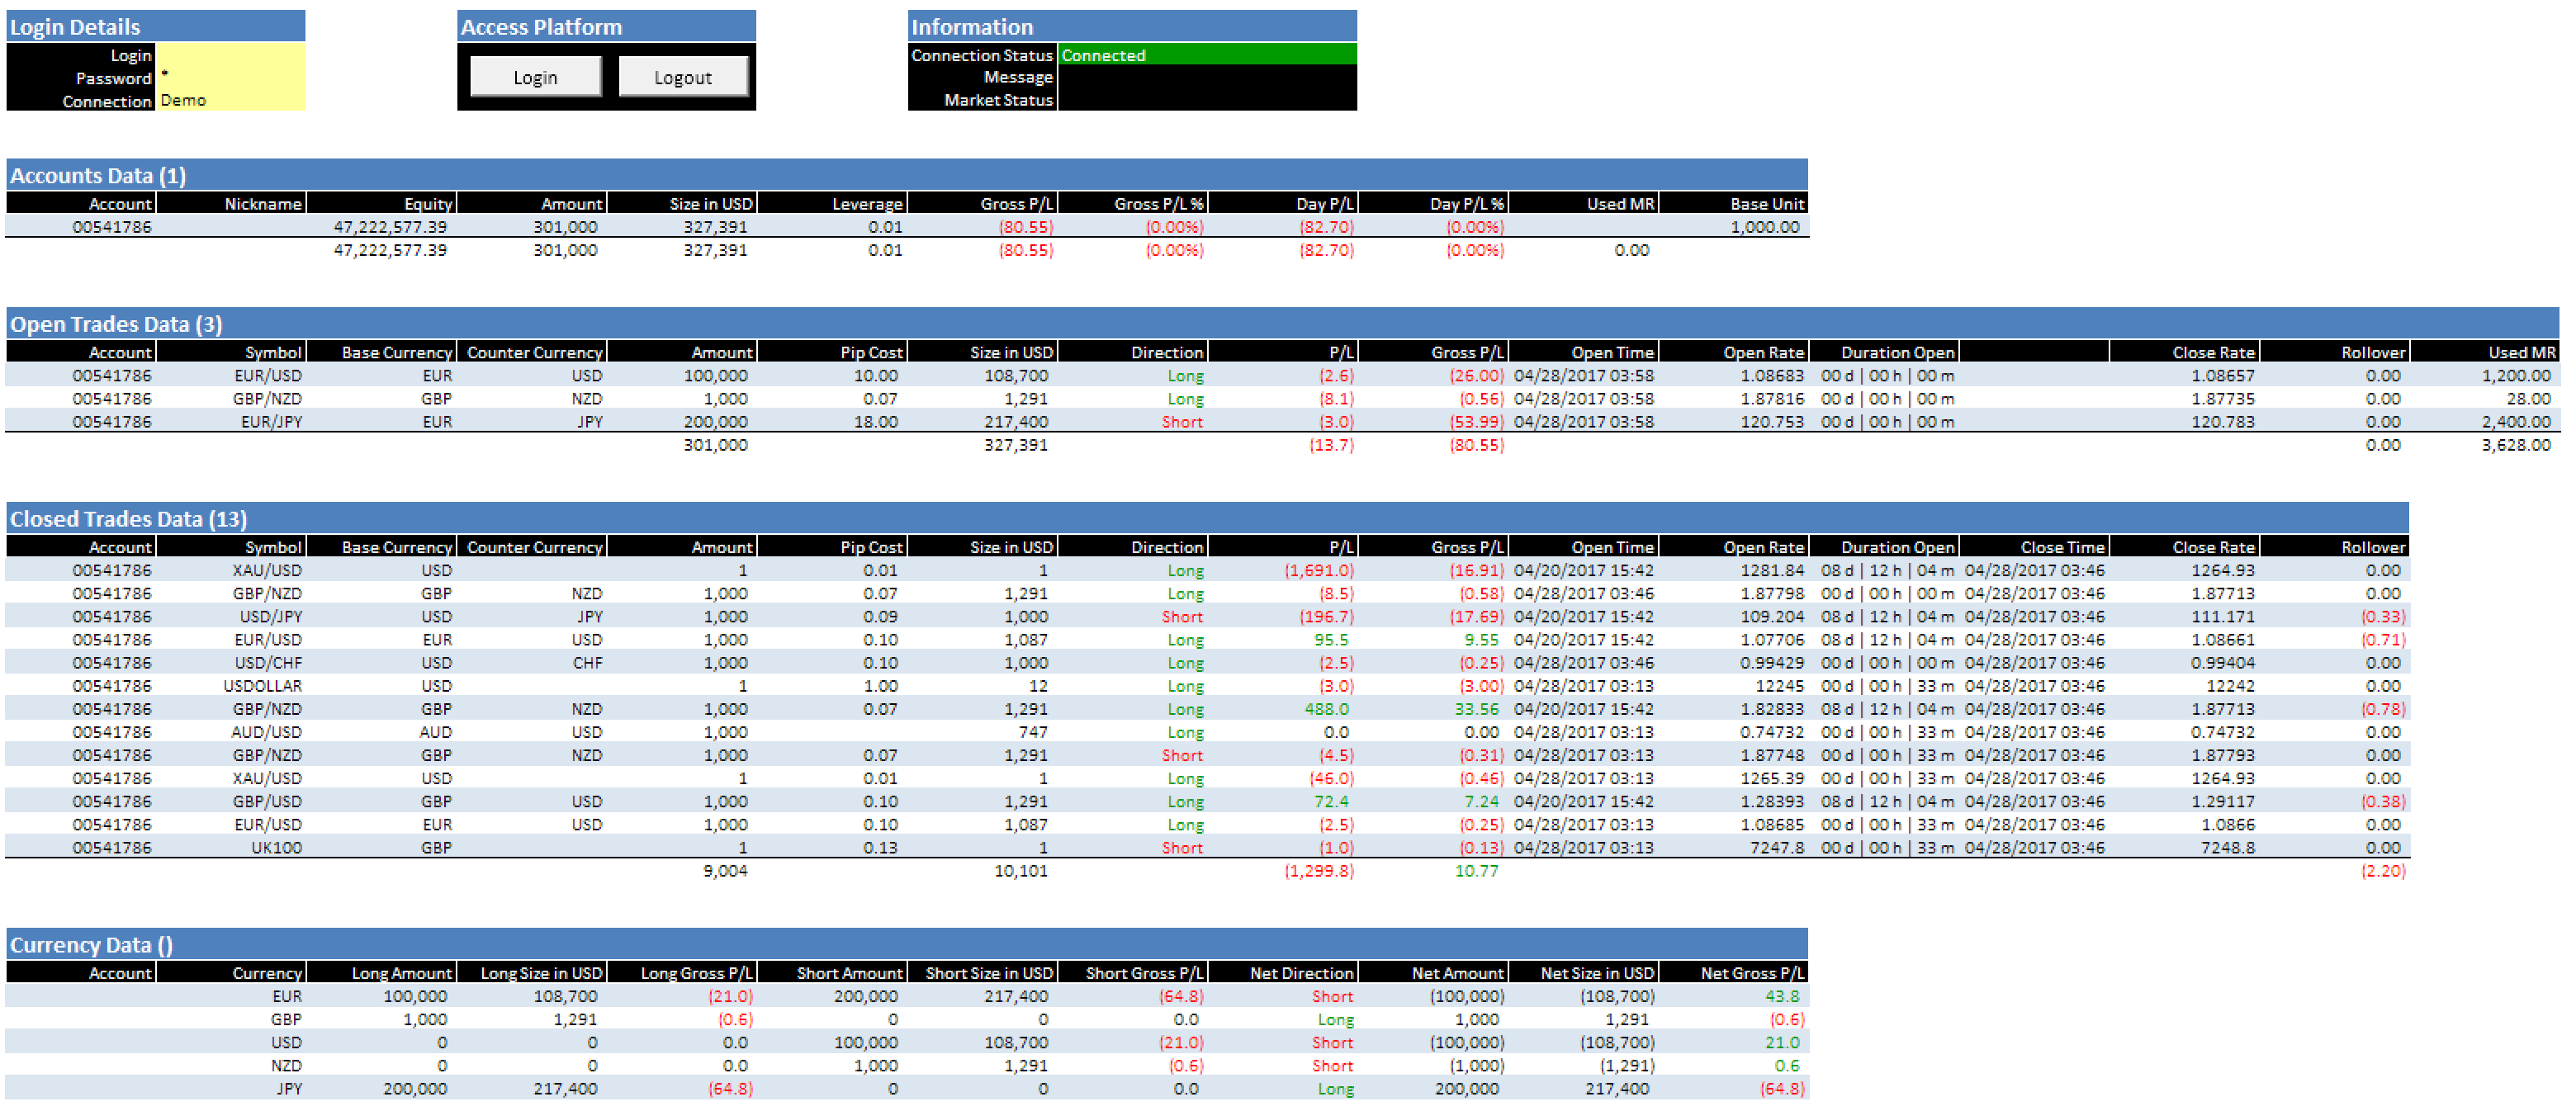 Login Details Access Platform Information
Login Connection Status Connected
Password * Login Logout Message
Connection Demo Market Status
Accounts Data (1)
Account Nickname Equity Amount Size in USD Leverage Gross P/L Gross P/L % Day P/L Day P/L % Used MR Base Unit
00541786 47,222,577.39 301,000 327,391 0.01 (80.55) (0.00%) (82.70) (0.00%) 1,000.00
47,222,577.39 301,000 327,391 0.01 (80.55) (0.00%) (82.70) (0.00%) 0.00
Open Trades Data (3)
Account Symbol Base Currency Counter Currency Amount Pip Cost Size in USD Direction P/L Gross P/L Open Time Open Rate Duration Open Close Rate Rollover Used MR
00541786 EUR/USD EUR USD 100,000 10.00 108,700 Long (2.6) (26.00) 04/28/2017 03:58 1.08683 00 d | 00 h | 00 m 1.08657 0.00 1,200.00
00541786 GBP/NZD GBP NZD 1,000 0.07 1,291 Long (8.1) (0.56) 04/28/2017 03:58 1.87816 00 d | 00 h | 00 m 1.87735 0.00 28.00
00541786 EUR/JPY EUR JPY 200,000 18.00 217,400 Short (3.0) (53.99) 04/28/2017 03:58 120.753 00 d | 00 h | 00 m 120.783 0.00 2,400.00
301,000 327,391 (13.7) (80.55) 0.00 3,628.00
Closed Trades Data (13)
Account Symbol Base Currency Counter Currency Amount Pip Cost Size in USD Direction P/L Gross P/L Open Time Open Rate Duration Open Close Time Close Rate Rollover
00541786 XAU/USD USD 1 0.01 1 Long (1,691.0) (16.91) 04/20/2017 15:42 1281.84 08 d | 12 h | 04 m 04/28/2017 03:46 1264.93 0.00
00541786 GBP/NZD GBP NZD 1,000 0.07 1,291 Long (8.5) (0.58) 04/28/2017 03:46 1.87798 00 d | 00 h | 00 m 04/28/2017 03:46 1.87713 0.00
00541786 USD/JPY USD JPY 1,000 0.09 1,000 Short (196.7) (17.69) 04/20/2017 15:42 109.204 08 d | 12 h | 04 m 04/28/2017 03:46 111.171 (0.33)
00541786 EUR/USD EUR USD 1,000 0.10 1,087 Long 95.5 9.55 04/20/2017 15:42 1.07706 08 d | 12 h | 04 m 04/28/2017 03:46 1.08661 (0.71)
00541786 USD/CHF USD CHF 1,000 0.10 1,000 Long (2.5) (0.25) 04/28/2017 03:46 0.99429 00 d | 00 h | 00 m 04/28/2017 03:46 0.99404 0.00
00541786 USDOLLAR USD 1 1.00 12 Long (3.0) (3.00) 04/28/2017 03:13 12245 00 d | 00 h | 33 m 04/28/2017 03:46 12242 0.00
00541786 GBP/NZD GBP NZD 1,000 0.07 1,291 Long 488.0 33.56 04/20/2017 15:42 1.82833 08 d | 12 h | 04 m 04/28/2017 03:46 1.87713 (0.78)
00541786 AUD/USD AUD USD 1,000 747 Long 0.0 0.00 04/28/2017 03:13 0.74732 00 d | 00 h | 33 m 04/28/2017 03:46 0.74732 0.00
00541786 GBP/NZD GBP NZD 1,000 0.07 1,291 Short (4.5) (0.31) 04/28/2017 03:13 1.87748 00 d | 00 h | 33 m 04/28/2017 03:46 1.87793 0.00
00541786 XAU/USD USD 1 0.01 1 Long (46.0) (0.46) 04/28/2017 03:13 1265.39 00 d | 00 h | 33 m 04/28/2017 03:46 1264.93 0.00
00541786 GBP/USD GBP USD 1,000 0.10 1,291 Long 72.4 7.24 04/20/2017 15:42 1.28393 08 d | 12 h | 04 m 04/28/2017 03:46 1.29117 (0.38)
00541786 EUR/USD EUR USD 1,000 0.10 1,087 Long (2.5) (0.25) 04/28/2017 03:13 1.08685 00 d | 00 h | 33 m 04/28/2017 03:46 1.0866 0.00
00541786 UK100 GBP 1 0.13 1 Short (1.0) (0.13) 04/28/2017 03:13 7247.8 00 d | 00 h | 33 m 04/28/2017 03:46 7248.8 0.00
9,004 10,101 (1,299.8) 10.77 (2.20)
Currency Data ()
Account Currency Long Amount Long Size in USD Long Gross P/L Short Amount Short Size in USD Short Gross P/L Net Direction Net Amount Net Size in USD Net Gross P/L
EUR 100,000 108,700 (21.0) 200,000 217,400 (64.8) Short (100,000) (108,700) 43.8
GBP 1,000 1,291 (0.6) 0 0 0.0 Long 1,000 1,291 (0.6)
USD 0 0 0.0 100,000 108,700 (21.0) Short (100,000) (108,700) 21.0
NZD 0 0 0.0 1,000 1,291 (0.6) Short (1,000) (1,291) 0.6
JPY 200,000 217,400 (64.8) 0 0 0.0 Long 200,000 217,400 (64.8)